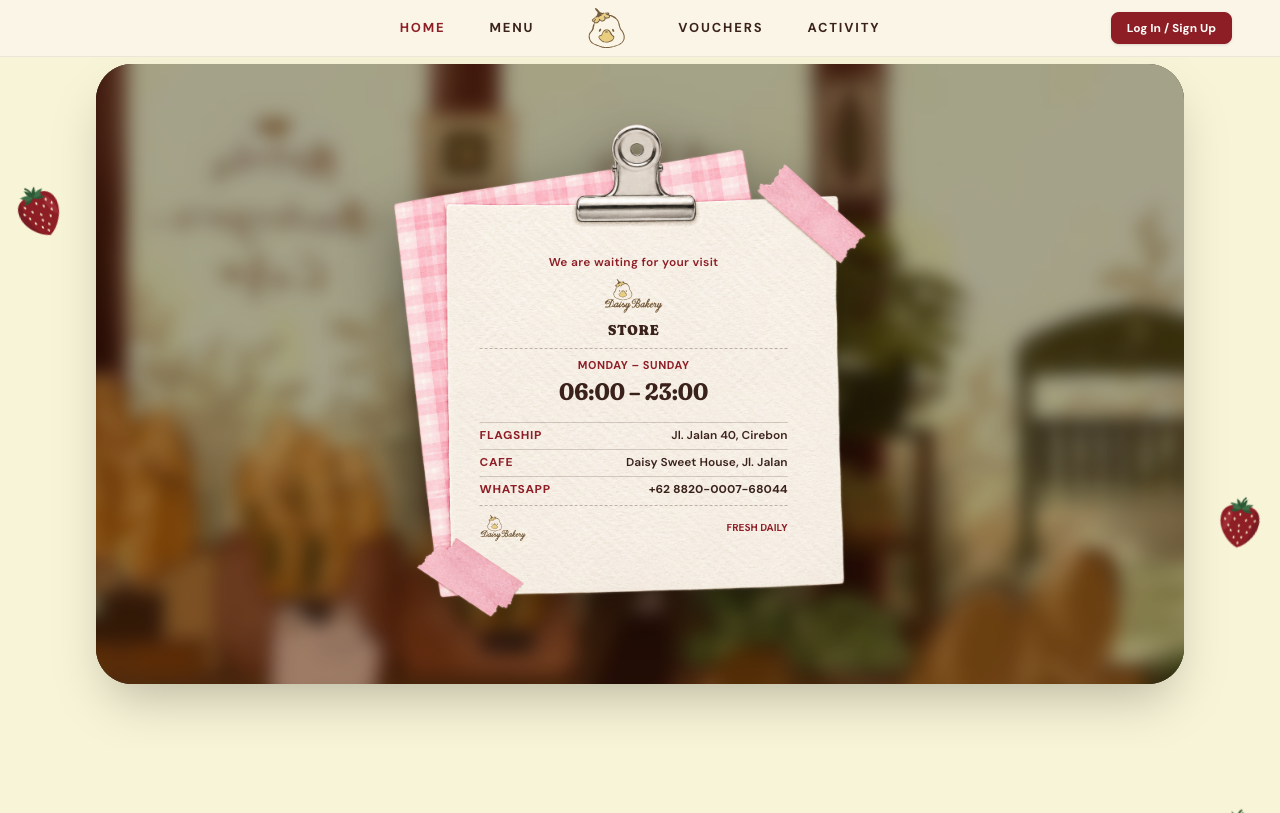 HOME MENU VOUCHERS ACTIVITY Log In / Sign Up
We are waiting for your visit
Daisy Bakery
STORE
MONDAY – SUNDAY
06:00 – 23:00
FLAGSHIP Jl. Jalan 40, Cirebon
CAFE Daisy Sweet House, Jl. Jalan
WHATSAPP +62 8820-0007-68044
Daisy Bakery FRESH DAILY